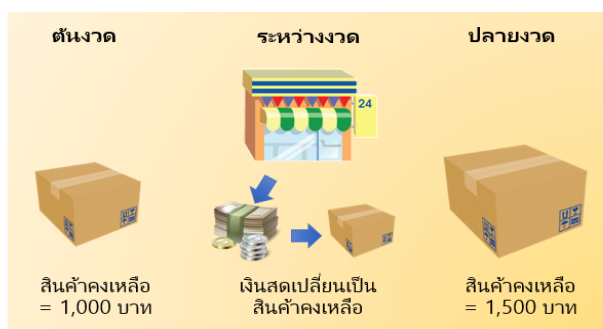 ต้นงวด
ระหว่างงวด
ปลายงวด
24
สินค้าคงเหลือ
= 1,000 บาท
เงินสดเปลี่ยนเป็น
สินค้าคงเหลือ
สินค้าคงเหลือ
= 1,500 บาท